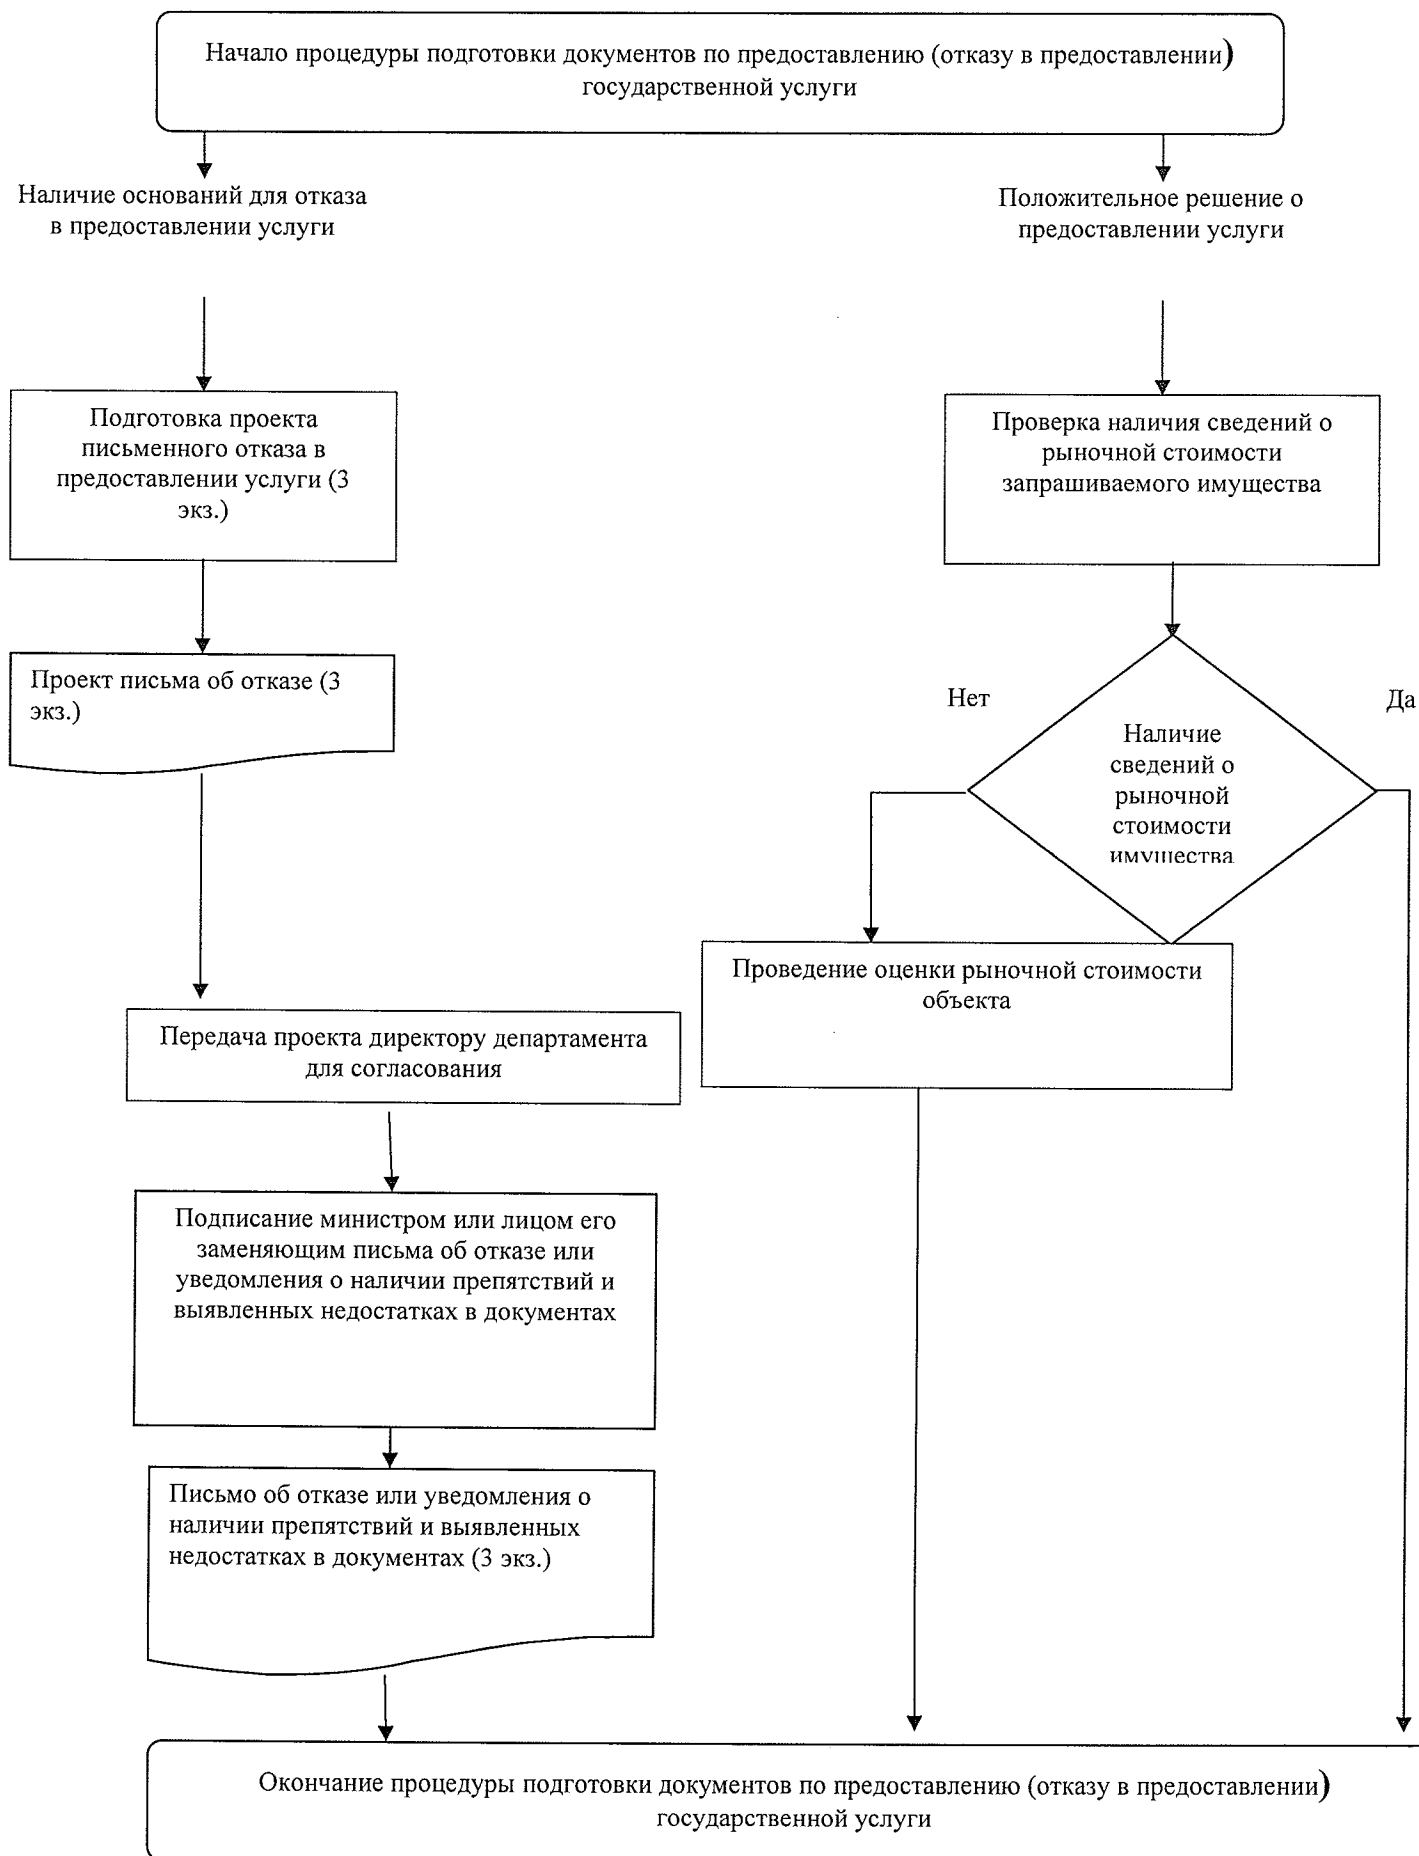 Начало процедуры подготовки документов по предоставлению (отказу в предоставлении)
государственной услуги
Наличие оснований для отказа
в предоставлении услуги
Положительное решение о
предоставлении услуги
Подготовка проекта
письменного отказа в
предоставлении услуги (3
экз.)
Проверка наличия сведений о
рыночной стоимости
запрашиваемого имущества
Проект письма об отказе (3
экз.)
Нет
Да
Наличие
сведений о
рыночной
стоимости
имущества
Проведение оценки рыночной стоимости
объекта
Передача проекта директору департамента
для согласования
Подписание министром или лицом его
заменяющим письма об отказе или
уведомления о наличии препятствий и
выявленных недостатках в документах
Письмо об отказе или уведомления о
наличии препятствий и выявленных
недостатках в документах (3 экз.)
Окончание процедуры подготовки документов по предоставлению (отказу в предоставлении)
государственной услуги